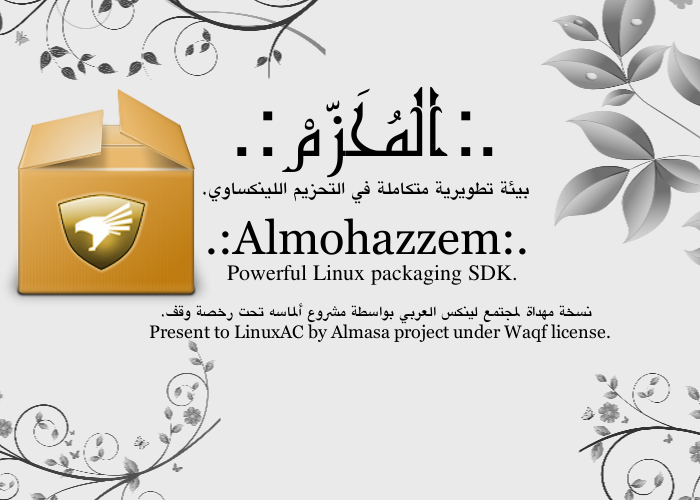 .:المُحَزّمْ:.
بيئة تطويرية متكاملة في التحزيم اللينكساوي.
.:Almohazzem:.
Powerful Linux packaging SDK.
نسخة مهداة لمجتمع لينكس العربي بواسطة مشروع ألماسه تحت رخصة وقف.
Present to LinuxAC by Almasa project under Waqf license.